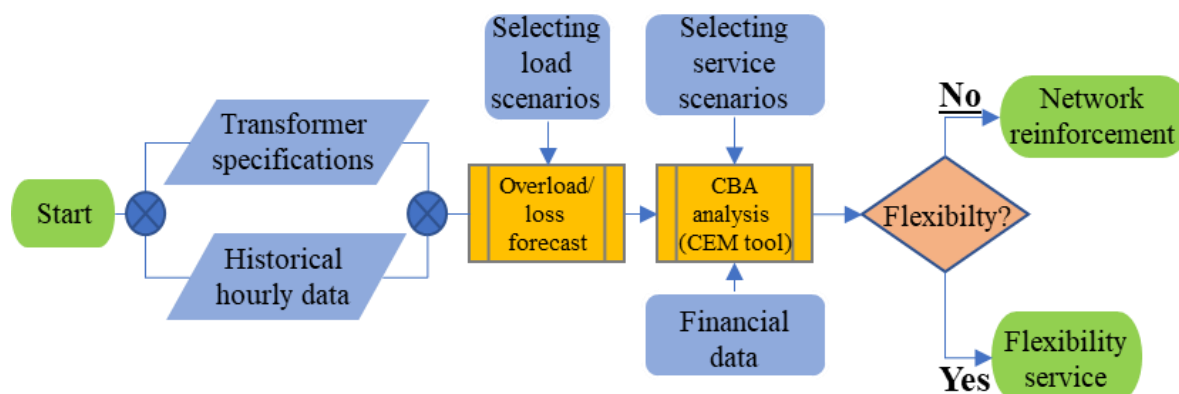 Start
Transformer
specifications
Historical
hourly data
Selecting
load
scenarios
Overload/
loss
forecast
Selecting
service
scenarios
CBA
analysis
(CEM tool)
Financial
data
Flexibilty?
No
Network
reinforcement
Yes
Flexibility
service